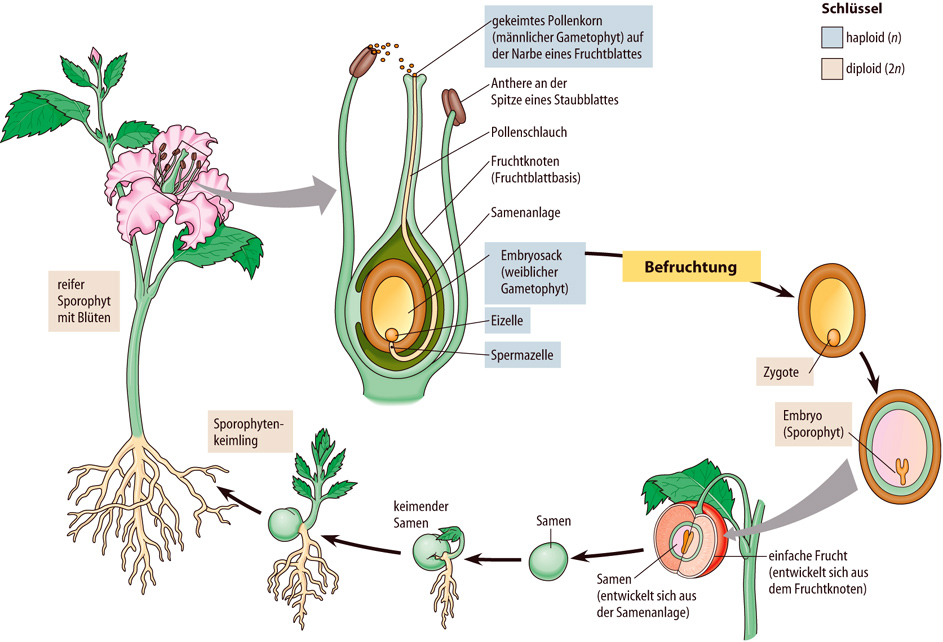 Schlüssel
haploid (n)
diploid (2n)
gekeimtes Pollenkorn
(männlicher Gametophyt) auf
der Narbe eines Fruchtblattes
Anthere an der
Spitze eines Staubblattes
Pollenschlauch
Fruchtknoten
(Fruchtblattbasis)
Samenanlage
Embryosack
(weiblicher
Gametophyt)
Eizelle
Spermazelle
Befruchtung
reifer
Sporophyt
mit Blüten
Zygote
Embryo
(Sporophyt)
Sporophyten-
keimling
keimender
Samen
Samen
Samen
(entwickelt sich aus
der Samenanlage)
einfache Frucht
(entwickelt sich aus
dem Fruchtknoten)